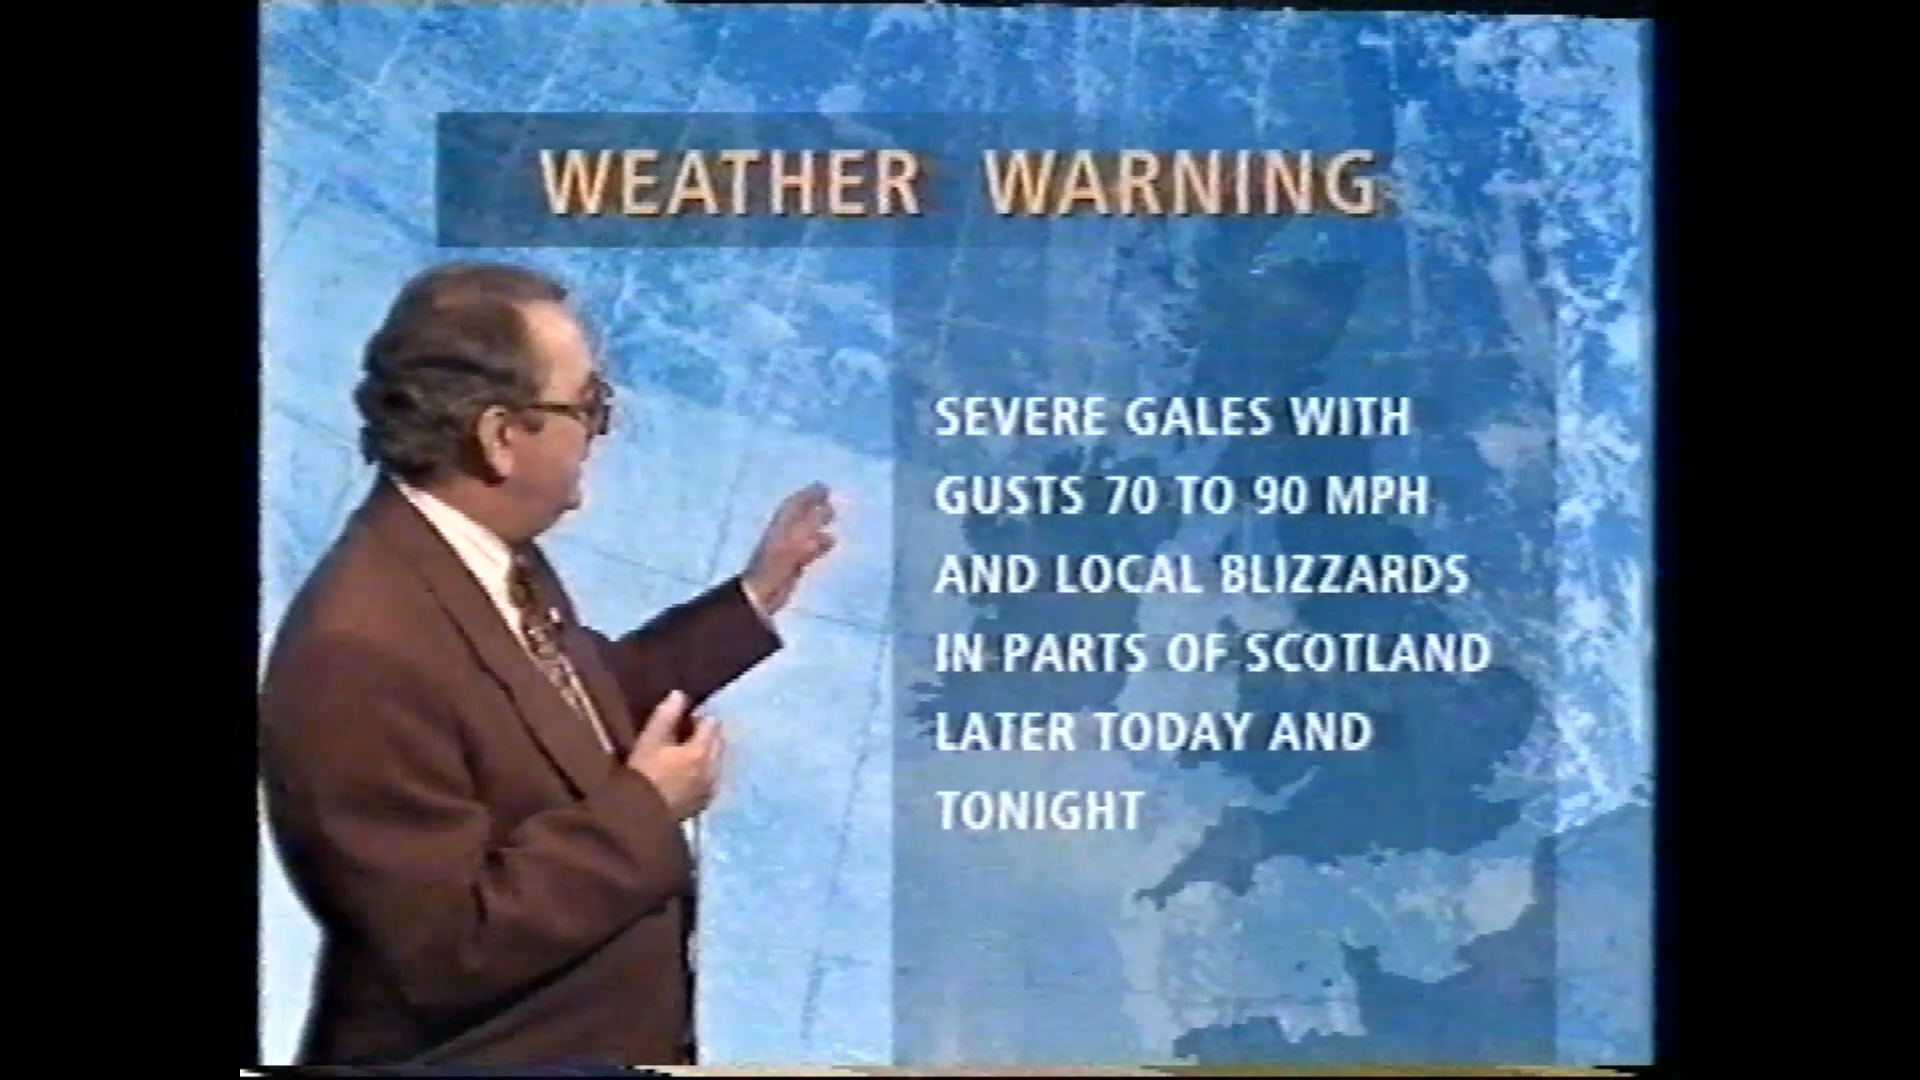 WEATHER WARNING
SEVERE GALES WITH
GUSTS 70 TO 90 MPH
AND LOCAL BLIZZARDS
IN PARTS OF SCOTLAND
LATER TODAY AND
TONIGHT